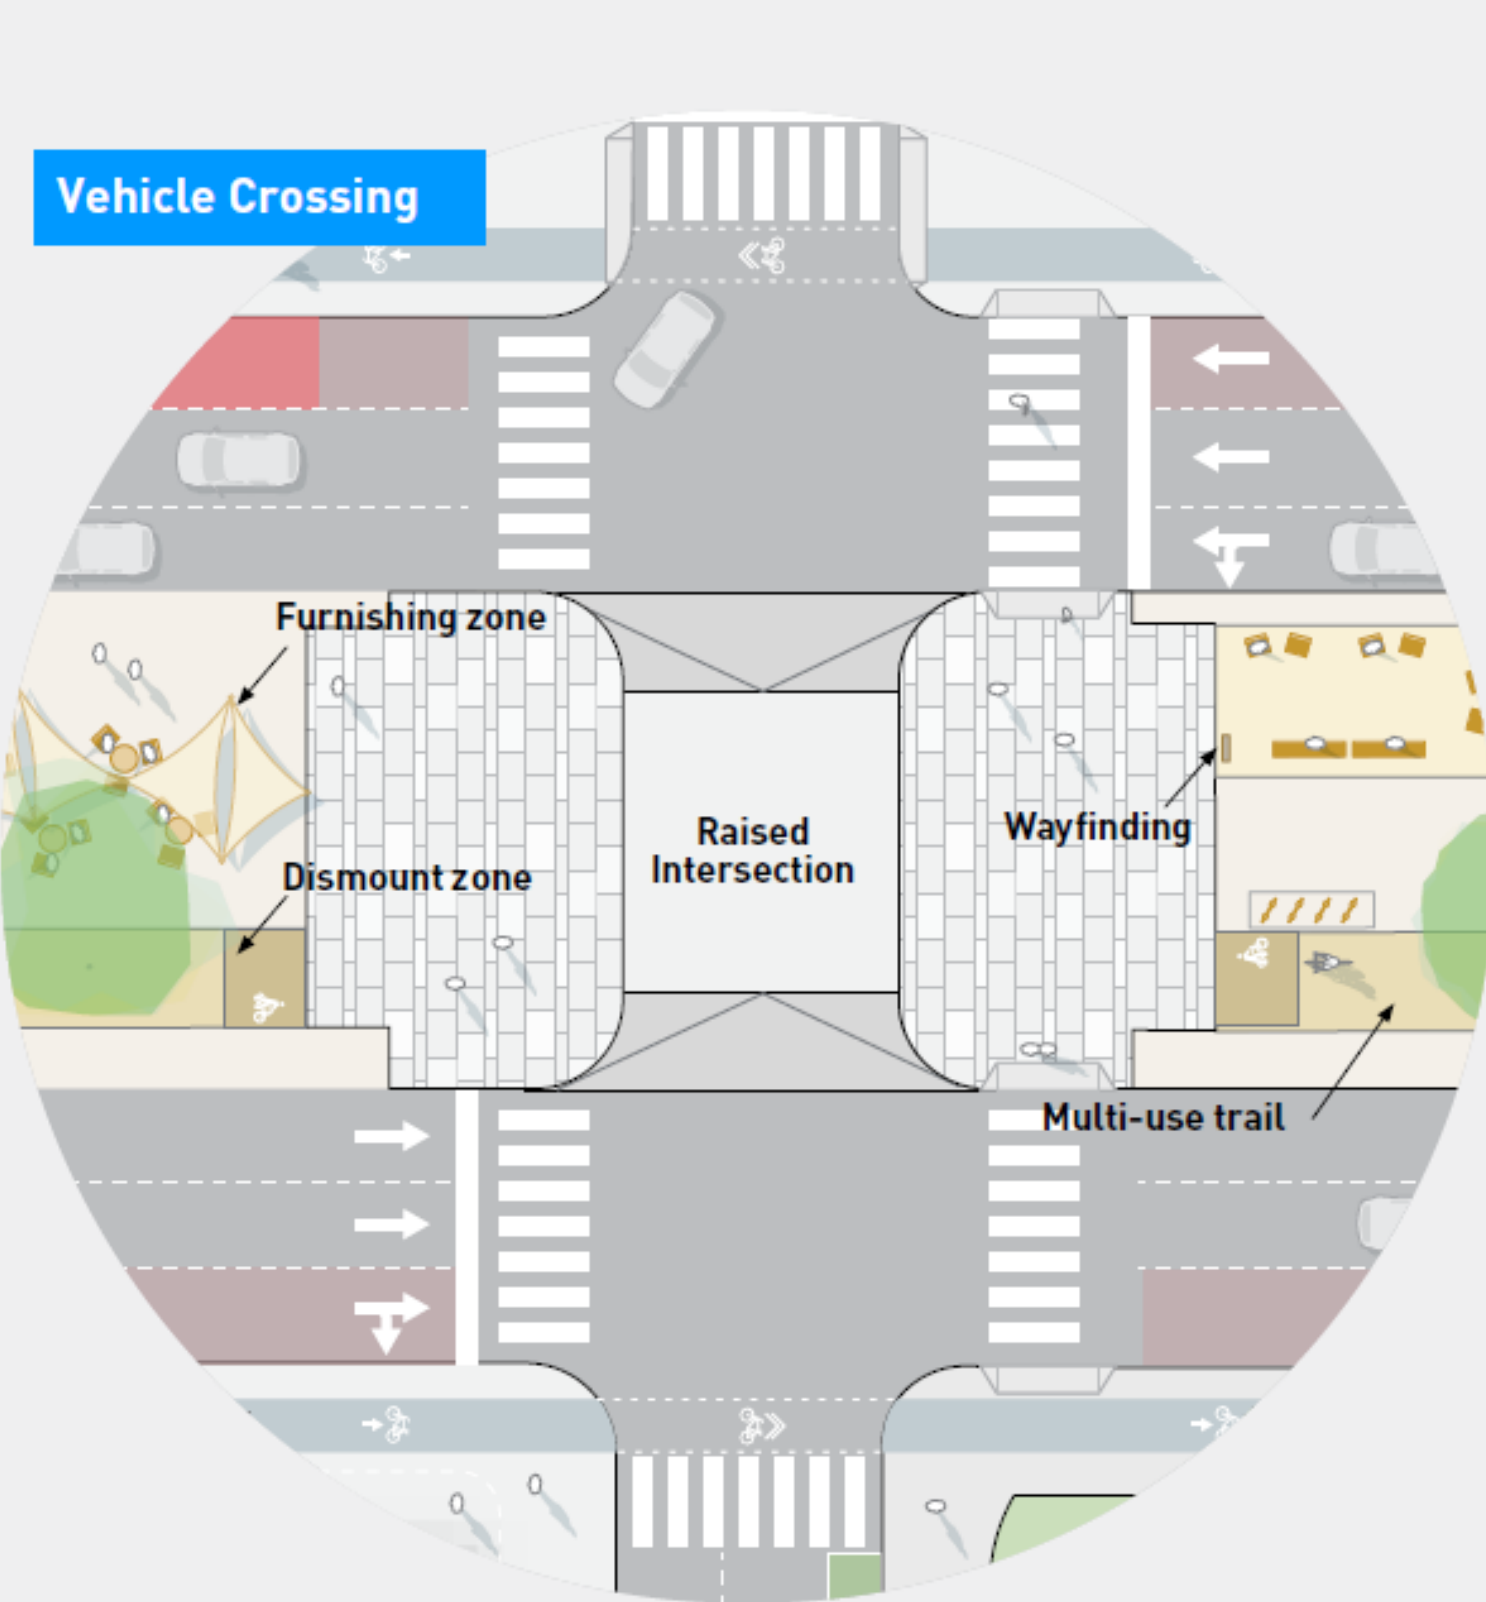 Vehicle Crossing
Furnishing zone
Raised
Intersection
Wayfinding
Dismount zone
Multi-use trail